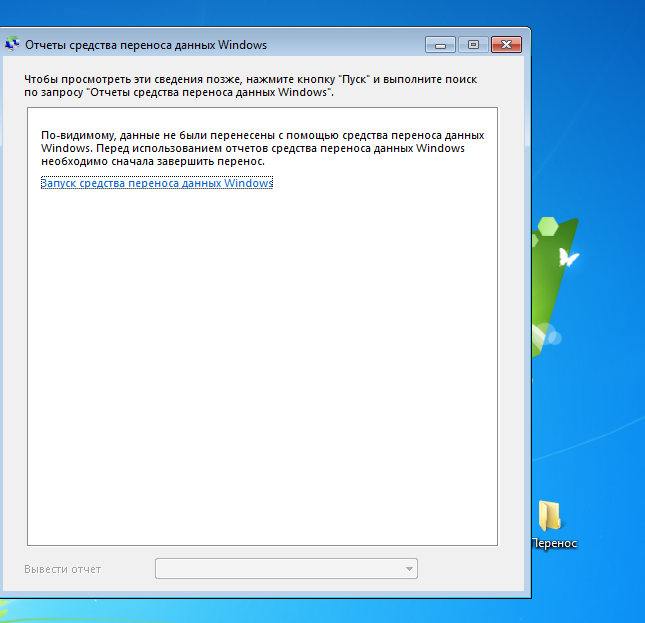 Отчеты средства переноса данных Windows
Чтобы просмотреть эти сведения позже, нажмите кнопку "Пуск" и выполните поиск
по запросу "Отчеты средства переноса данных Windows".
По-видимому, данные не были перенесены с помощью средства переноса данных
Windows. Перед использованием отчетов средства переноса данных Windows
необходимо сначала завершить перенос.
Запуск средства переноса данных Windows
Перенос
Вывести отчет